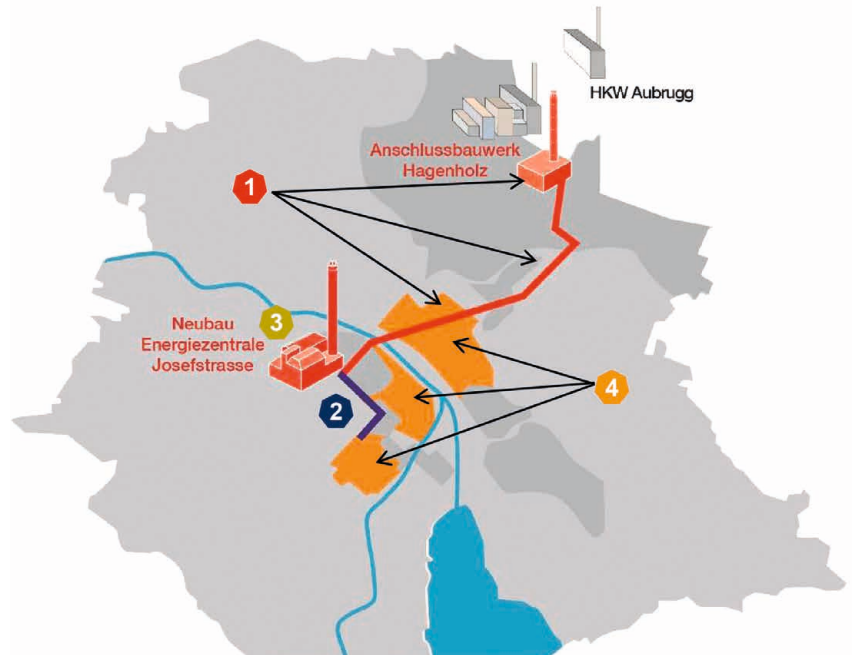 HKW Aubrugg
Anschlussbauwerk
Hagenholz
1
3
Neubau
Energiezentrale
Josefstrasse
2
4